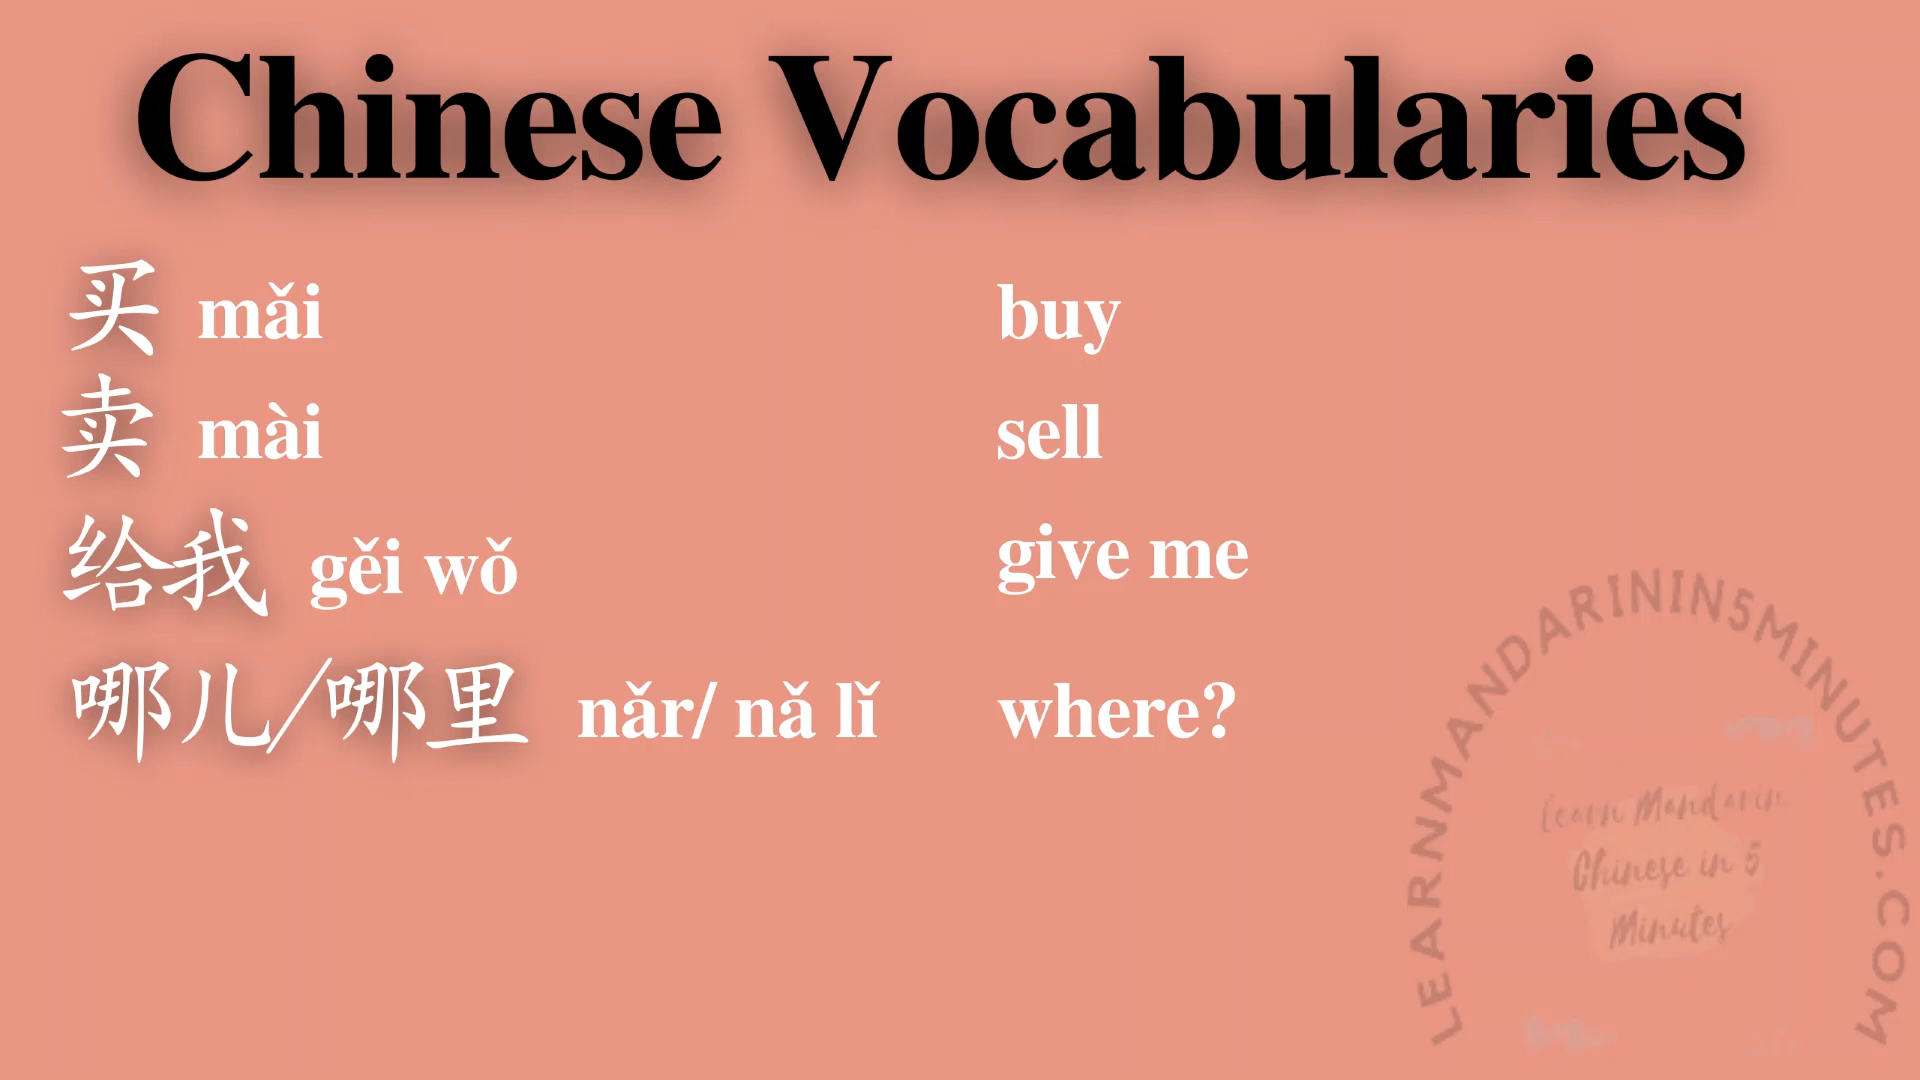 Chinese Vocabularies
买 mǎi buy
卖 mài sell
给我 gěi wǒ give me
哪儿/哪里 nǎr/ nǎ lǐ where?
LEARNMANDARININ5MINUTES.COM
Learn Mandarin
Chinese in 5
Minutes